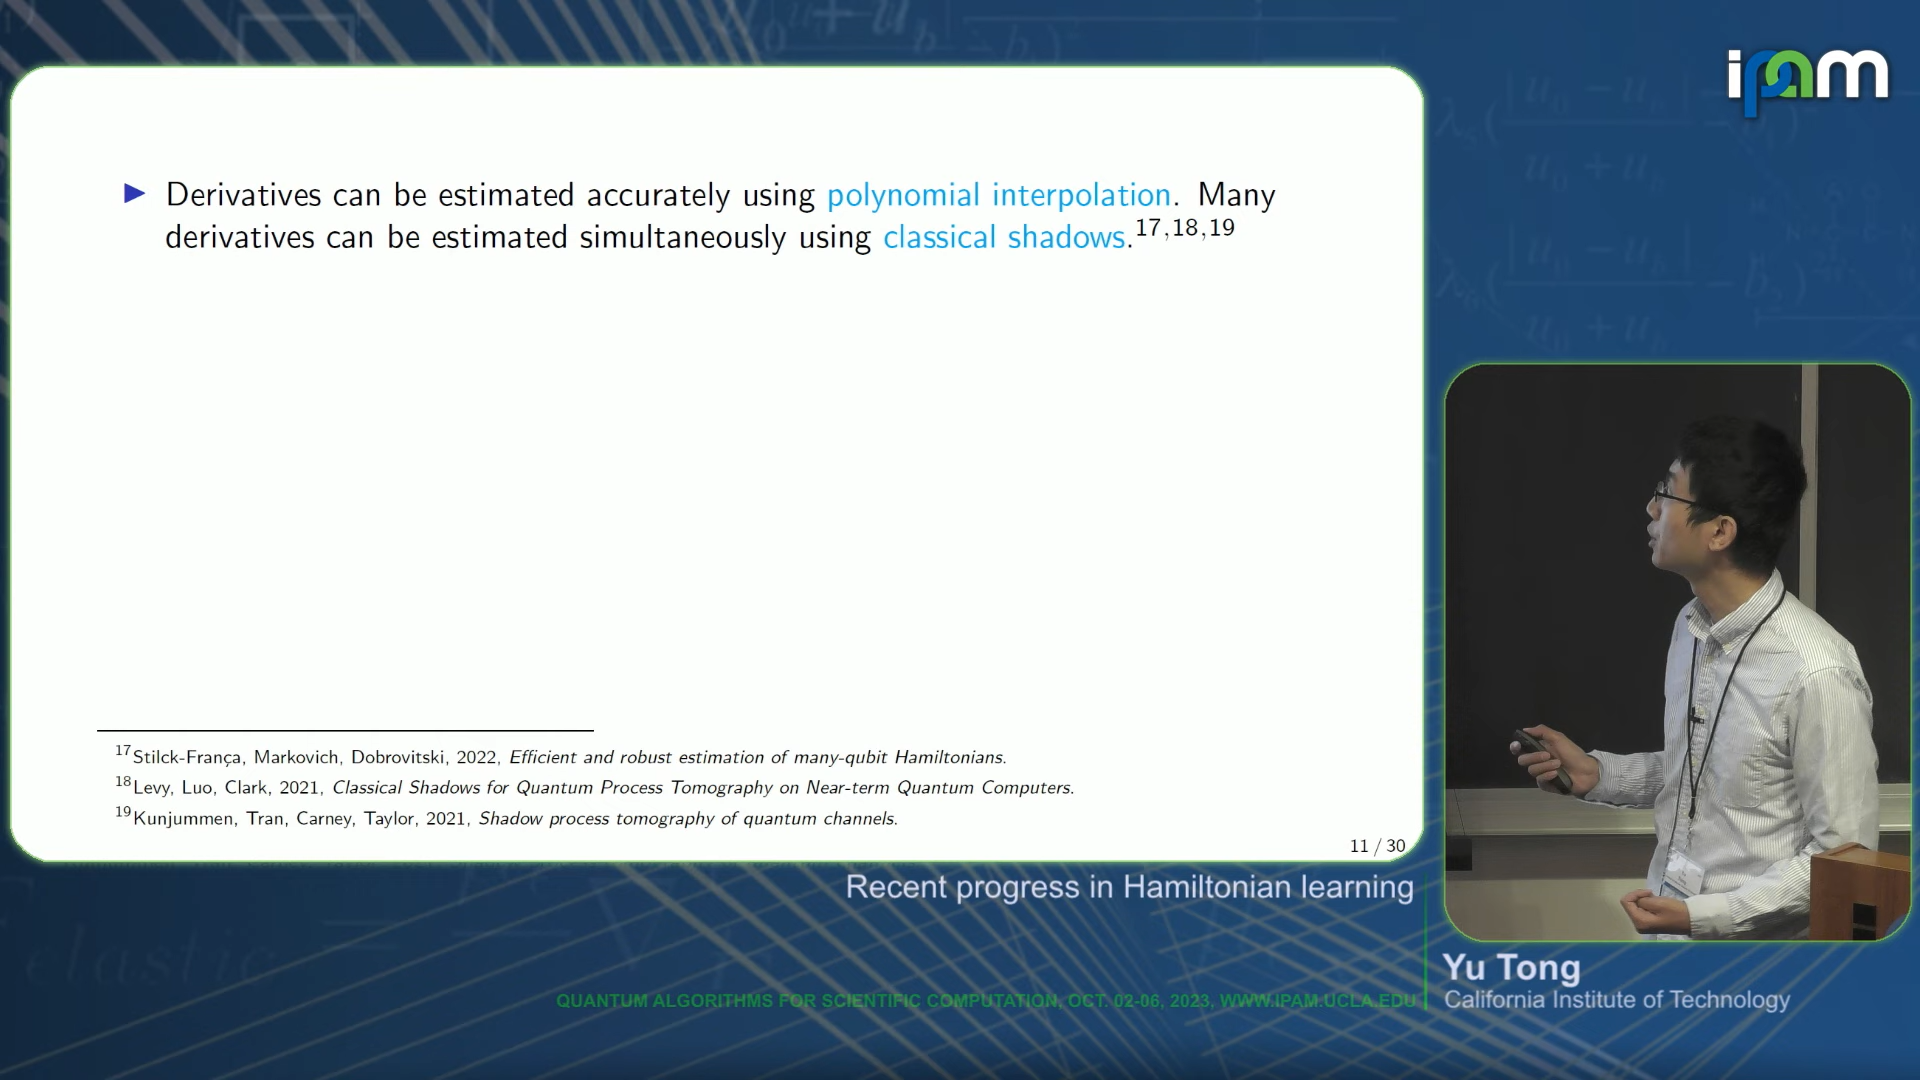 ipam
▶ Derivatives can be estimated accurately using polynomial interpolation. Many
derivatives can be estimated simultaneously using classical shadows.17,18,19
17Stilck-França, Markovich, Dobrovitski, 2022, Efficient and robust estimation of many-qubit Hamiltonians.
18Levy, Luo, Clark, 2021, Classical Shadows for Quantum Process Tomography on Near-term Quantum Computers.
19Kunjummen, Tran, Carney, Taylor, 2021, Shadow process tomography of quantum channels.
11 / 30
Recent progress in Hamiltonian learning
Yu Tong
California Institute of Technology
QUANTUM ALGORITHMS FOR SCIENTIFIC COMPUTATION, OCT. 02-06, 2023, WWW.IPAM.UCLA.EDU
elastic